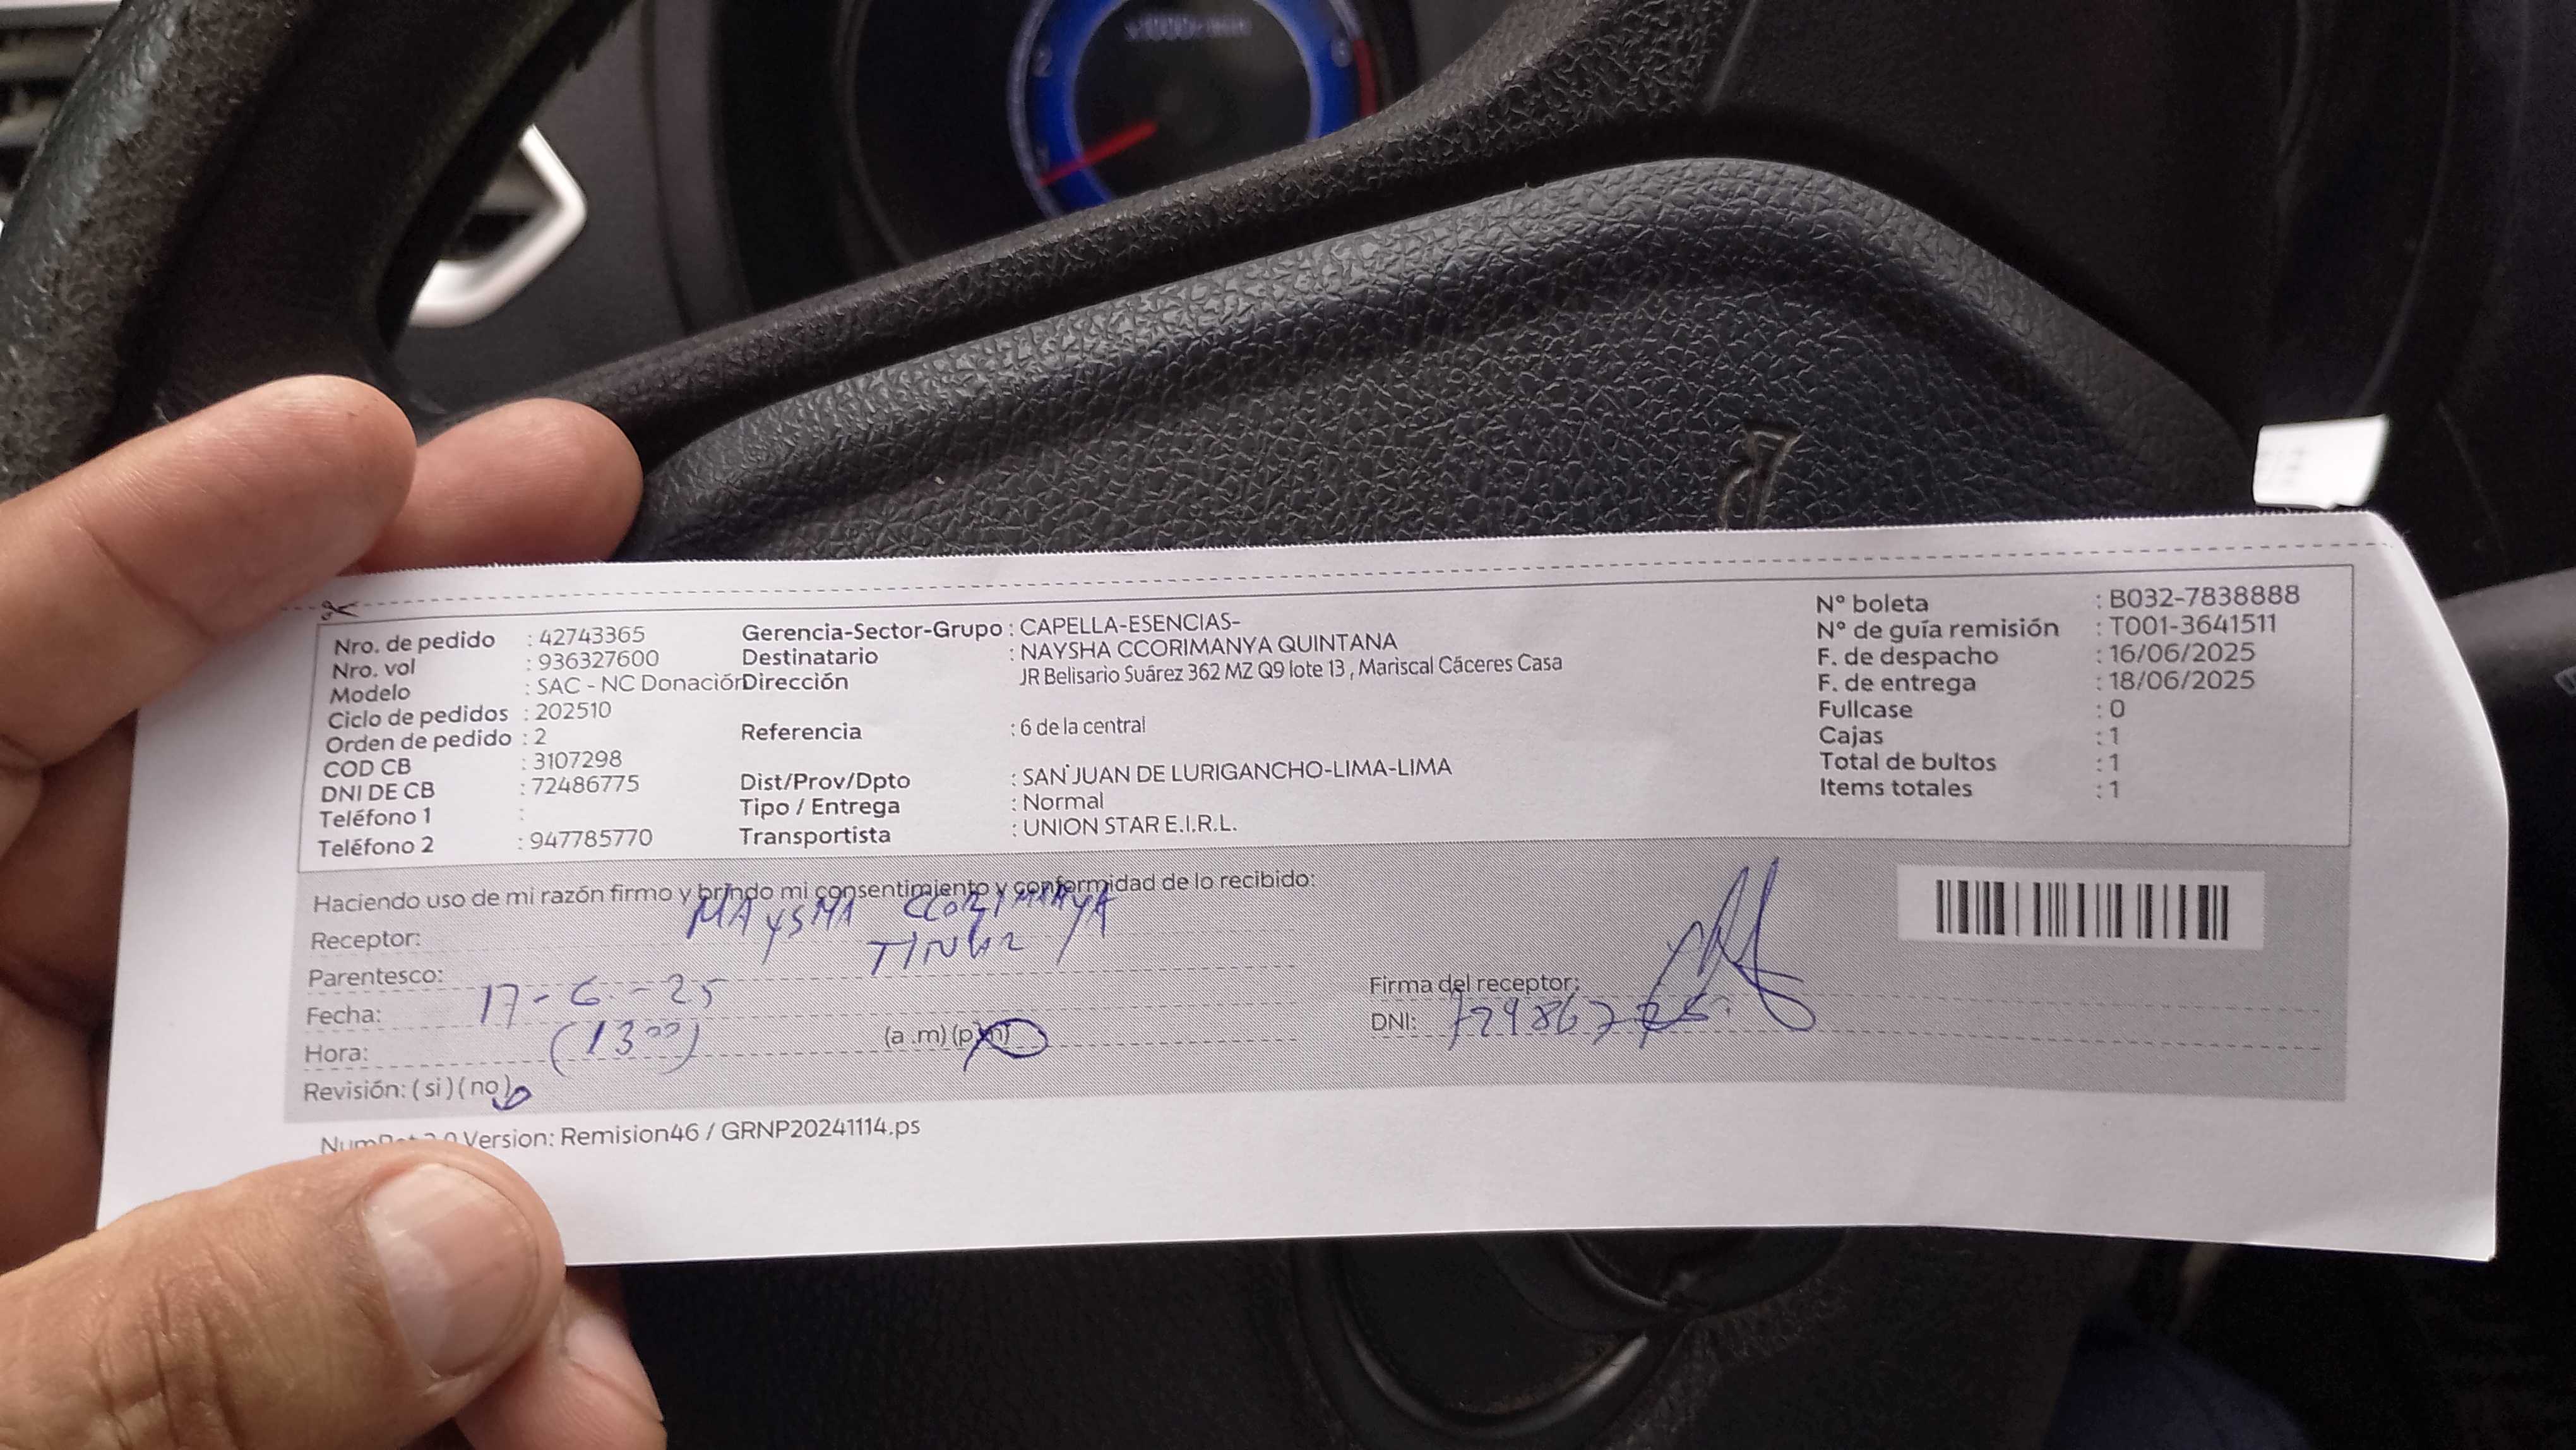 x1000r/min
Nro. de pedido : 42743365
Nro. vol : 936327600
Modelo : SAC - NC Donación
Ciclo de pedidos : 202510
Orden de pedido : 2
COD CB : 3107298
DNI DE CB : 72486775
Teléfono 1 :
Teléfono 2 : 947785770
Gerencia-Sector-Grupo : CAPELLA-ESENCIAS-
Destinatario : NAYSHA CCORIMANYA QUINTANA
Dirección JR Belisario Suárez 362 MZ Q9 lote 13 , Mariscal Cáceres Casa
Referencia : 6 de la central
Dist/Prov/Dpto : SAN JUAN DE LURIGANCHO-LIMA-LIMA
Tipo / Entrega : Normal
Transportista : UNION STAR E.I.R.L.
N° boleta : B032-7838888
N° de guía remisión : T001-3641511
F. de despacho : 16/06/2025
F. de entrega : 18/06/2025
Fullcase : 0
Cajas : 1
Total de bultos : 1
Items totales : 1
Haciendo uso de mi razón firmo y brindo mi consentimiento y conformidad de lo recibido:
Receptor:
Parentesco:
Fecha: 17-6-25
Hora: (13 00) (a .m) (p.m)
Revisión: ( si ) ( no )
Firma del receptor:
DNI:
Version: Remision46 / GRNP20241114.ps